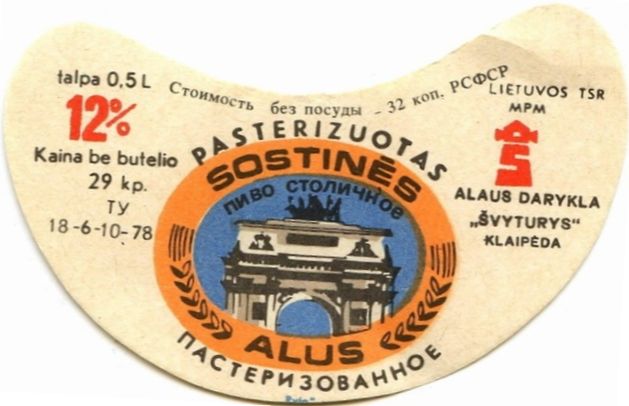 talpa 0,5 L
12%
Kaina be butelio
29 kp.
ТУ
18-6-10-78
Стоимость без посуды - 32 коп. РСФСР
PASTERIZUOTAS
SOSTINĖS
ПИВО СТОЛИЧНОЕ
ALUS
ПАСТЕРИЗОВАННОЕ
LIETUVOS TSR
MPM
ALAUS DARYKLA
„ŠVYTURYS“
KLAIPĖDA